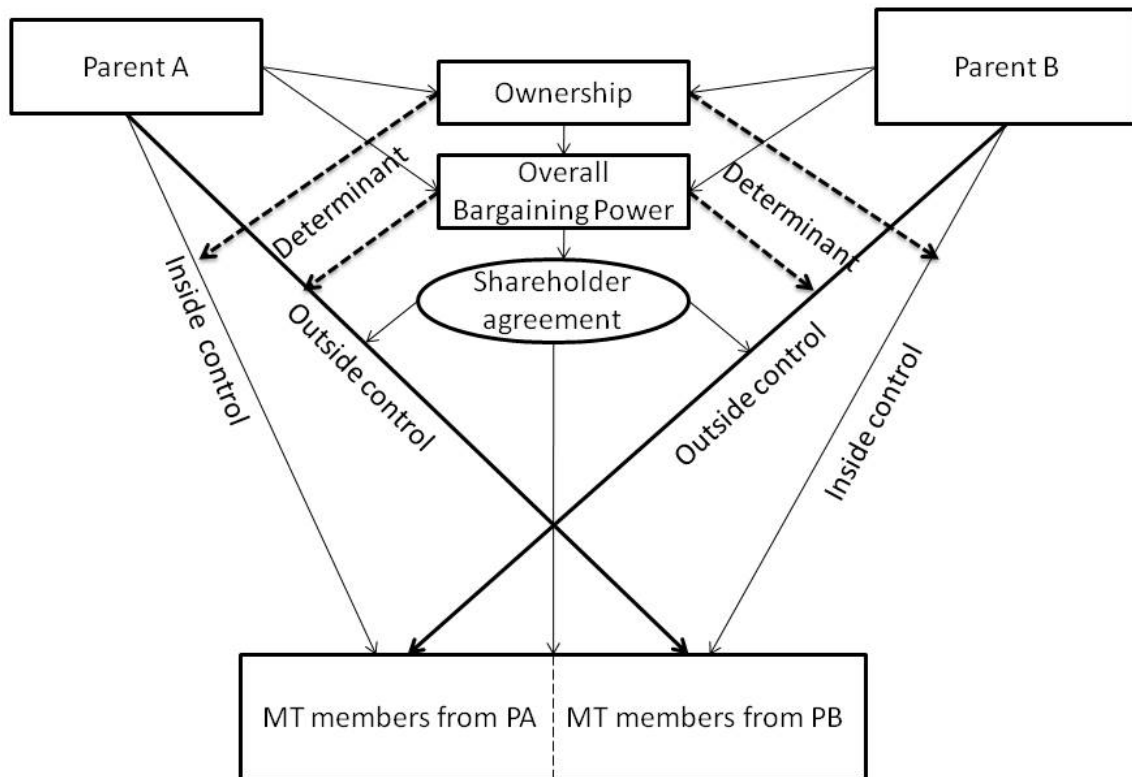 Parent A
Parent B
Ownership
Overall
Bargaining Power
Determinant
Determinant
Shareholder
agreement
Inside control
Outside control
Outside control
Inside control
MT members from PA
MT members from PB